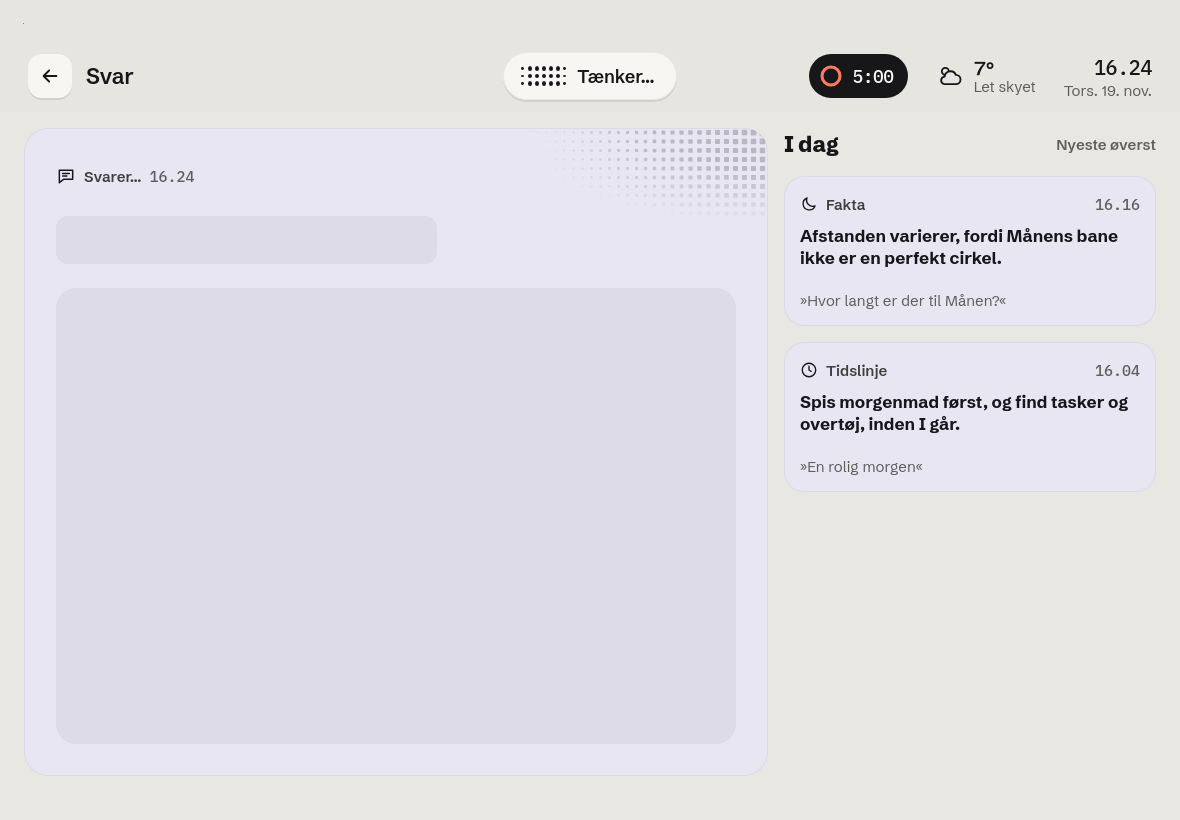 Svar
Tænker...
5:00
7°
Let skyet
16.24
Tors. 19. nov.
Svarer... 16.24
I dag
Nyeste øverst
Fakta
16.16
Afstanden varierer, fordi Månens bane
ikke er en perfekt cirkel.
»Hvor langt er der til Månen?«
Tidslinje
16.04
Spis morgenmad først, og find tasker og
overtøj, inden I går.
»En rolig morgen«